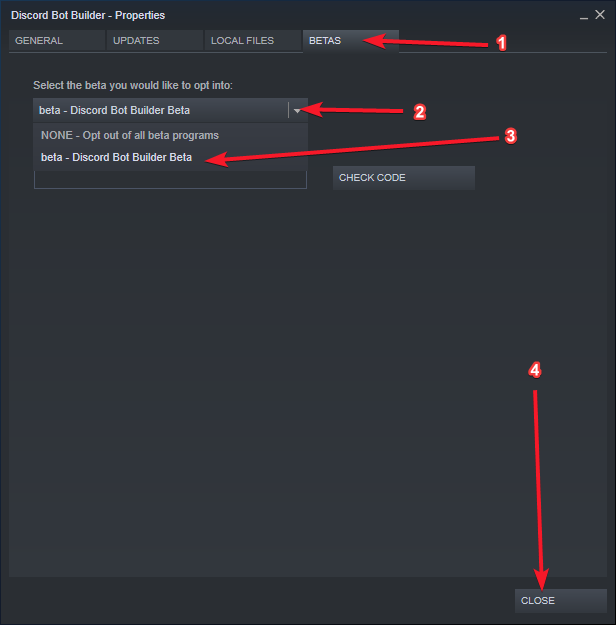 Discord Bot Builder - Properties
GENERAL UPDATES LOCAL FILES BETAS
1
Select the beta you would like to opt into:
beta - Discord Bot Builder Beta
2
NONE - Opt out of all beta programs
3
beta - Discord Bot Builder Beta
CHECK CODE
4
CLOSE